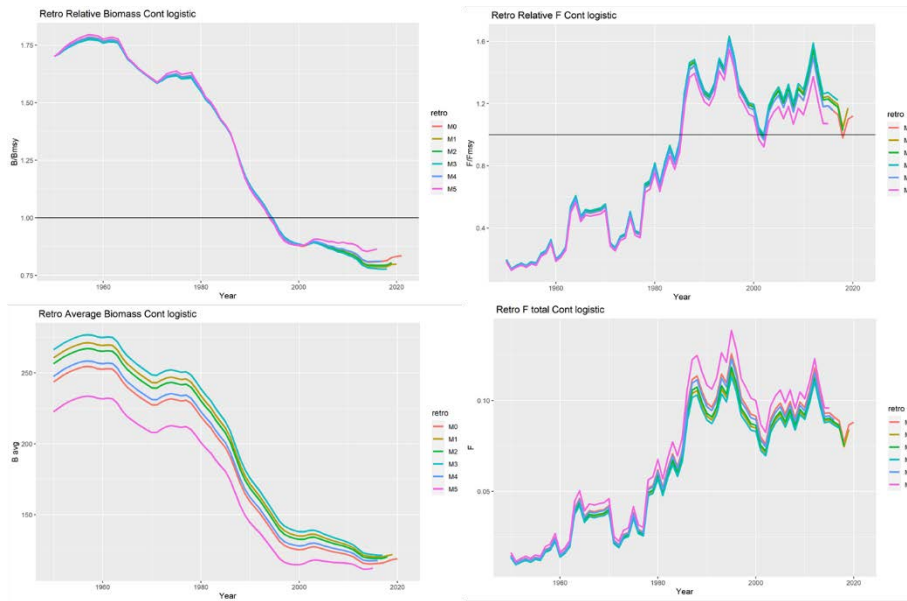 Retro Relative Biomass Cont logistic
1.75
1.50
1.25
1.00
0.75
B/Bmsy
1960
1980
2000
2020
Year
retro
M0
M1
M2
M3
M4
M5
Retro Relative F Cont logistic
1.6
1.2
0.8
0.4
F/Fmsy
1960
1980
2000
2020
Year
retro
M
M
M
M
M
M
Retro Average Biomass Cont logistic
250
200
150
B avg
1960
1980
2000
2020
Year
retro
M0
M1
M2
M3
M4
M5
Retro F total Cont logistic
0.10
0.05
F
1960
1980
2000
2020
Year
retro
M
M
M
M
M
M